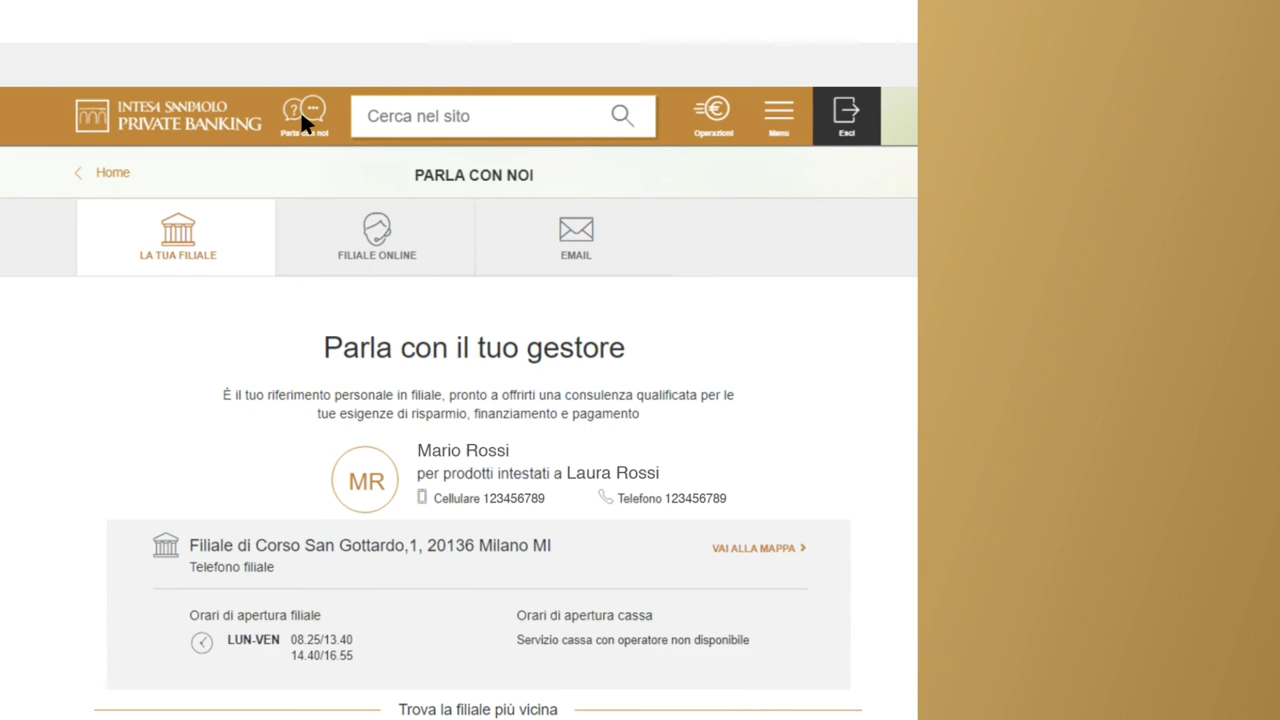 INTESA SANPAOLO
PRIVATE BANKING
Parla con noi
Cerca nel sito
Operazioni
Menu
Esci
Home
PARLA CON NOI
LA TUA FILIALE
FILIALE ONLINE
EMAIL
Parla con il tuo gestore
È il tuo riferimento personale in filiale, pronto a offrirti una consulenza qualificata per le
tue esigenze di risparmio, finanziamento e pagamento
MR
Mario Rossi
per prodotti intestati a Laura Rossi
Cellulare 123456789
Telefono 123456789
Filiale di Corso San Gottardo,1, 20136 Milano MI
VAI ALLA MAPPA
Telefono filiale
Orari di apertura filiale
Orari di apertura cassa
LUN-VEN 08.25/13.40
14.40/16.55
Servizio cassa con operatore non disponibile
Trova la filiale più vicina